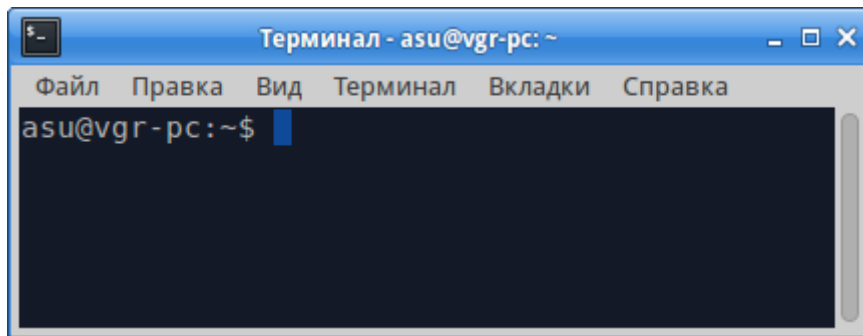 Терминал - asu@vgr-pc: ~
Файл Правка Вид Терминал Вкладки Справка
asu@vgr-pc:~$